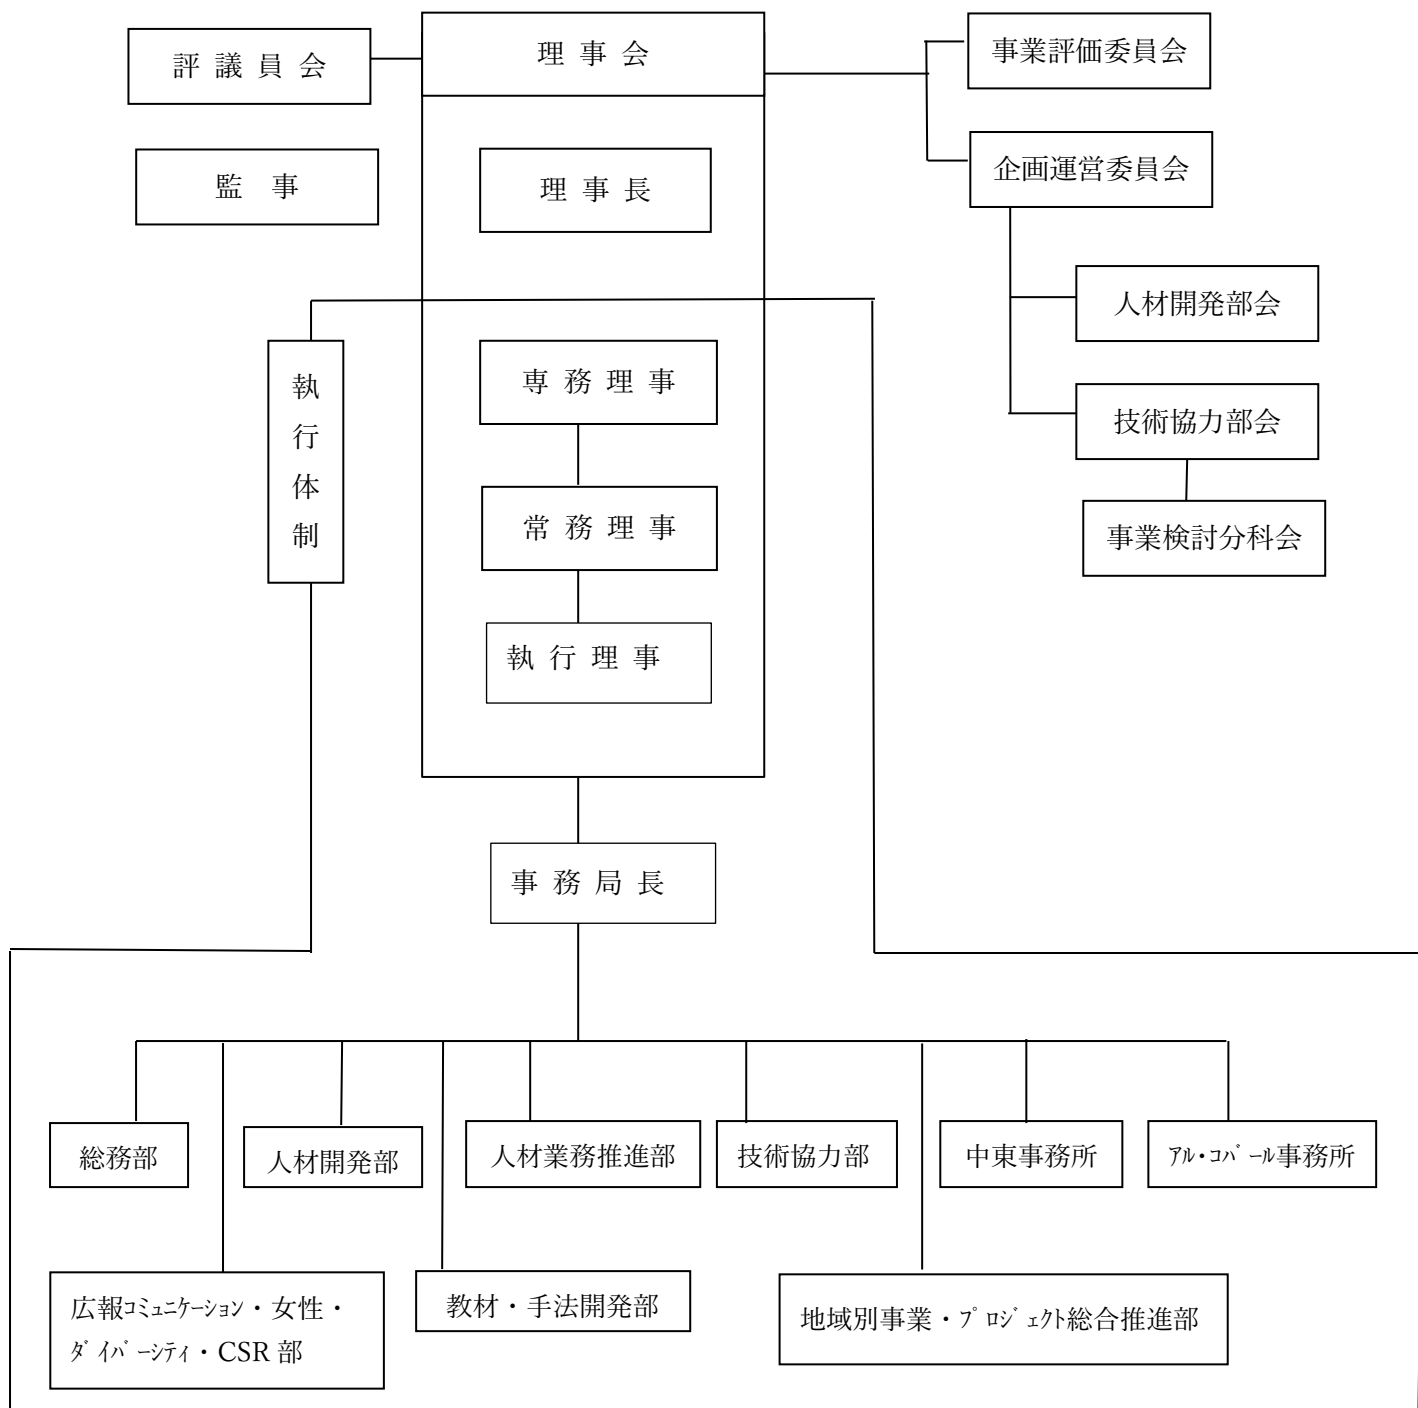 評 議 員 会
理 事 会
事業評価委員会
監 事
理 事 長
企画運営委員会
人材開発部会
執行体制
専 務 理 事
技術協力部会
常 務 理 事
事業検討分科会
執 行 理 事
事 務 局 長
総務部
人材開発部
人材業務推進部
技術協力部
中東事務所
ｱﾙ・ｺﾊﾞｰﾙ事務所
広報ｺﾐｭﾆｹｰｼｮﾝ・女性・
ﾀﾞｲﾊﾞｰｼﾃｨ・CSR 部
教材・手法開発部
地域別事業・ﾌﾟﾛｼﾞｪｸﾄ総合推進部